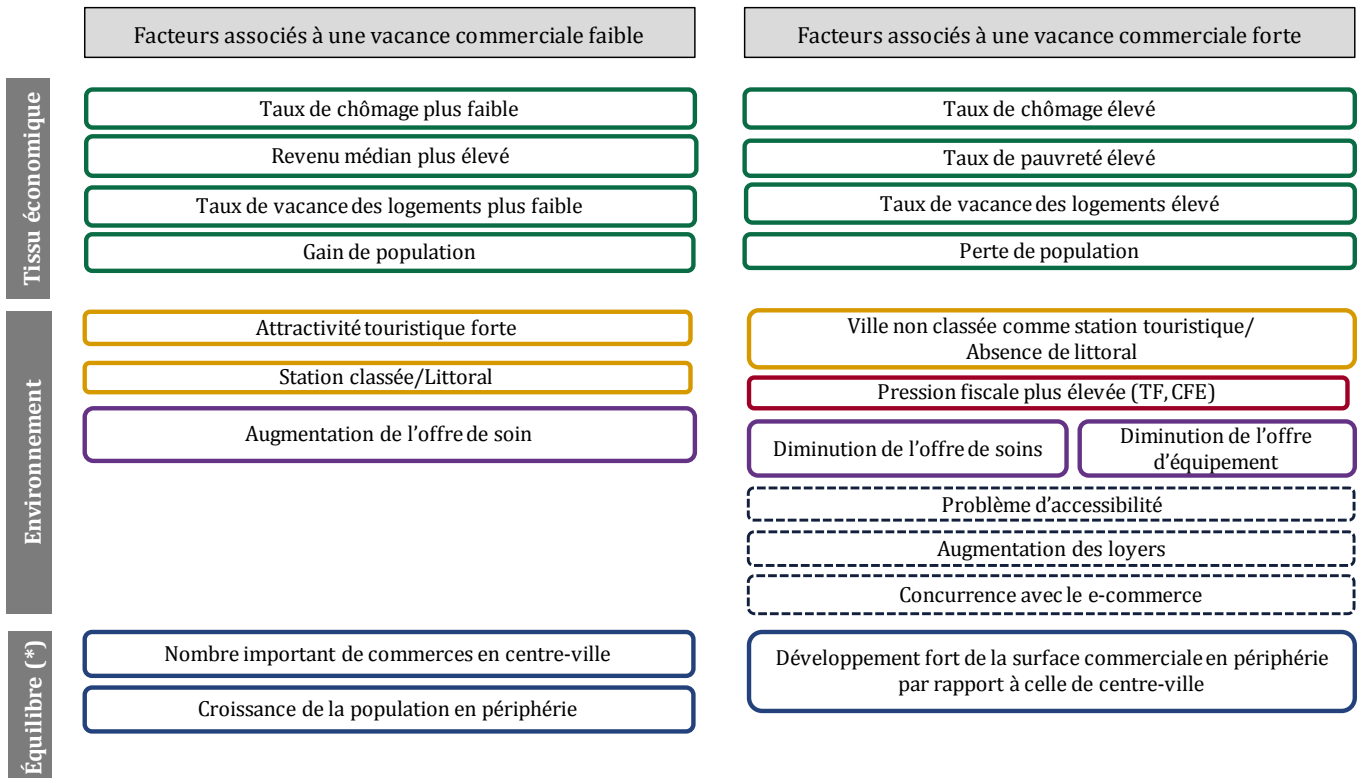 Facteurs associés à une vacance commerciale faible
Facteurs associés à une vacance commerciale forte
Tissu économique
Taux de chômage plus faible
Taux de chômage élevé
Revenu médian plus élevé
Taux de pauvreté élevé
Taux de vacance des logements plus faible
Taux de vacance des logements élevé
Gain de population
Perte de population
Environnement
Attractivité touristique forte
Station classée/Littoral
Augmentation de l'offre de soin
Ville non classée comme station touristique/
Absence de littoral
Pression fiscale plus élevée (TF, CFE)
Diminution de l'offre de soins
Diminution de l'offre
d'équipement
Problème d'accessibilité
Augmentation des loyers
Concurrence avec le e-commerce
Équilibre (*)
Nombre important de commerces en centre-ville
Croissance de la population en périphérie
Développement fort de la surface commerciale en périphérie
par rapport à celle de centre-ville